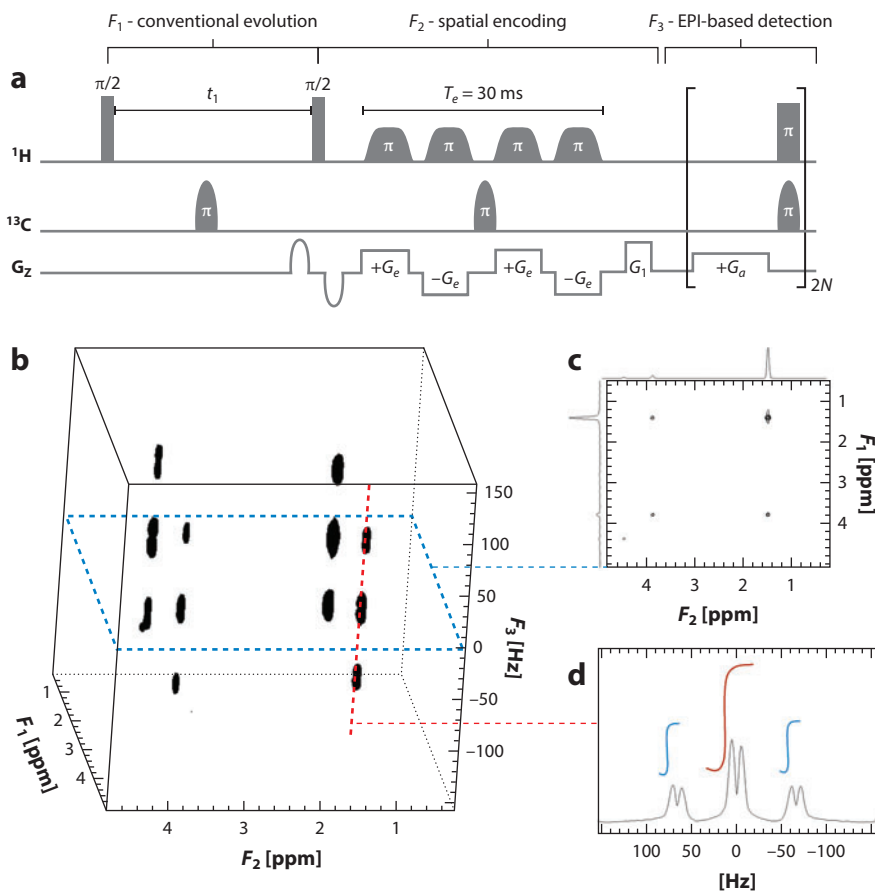 F1 - conventional evolution F2 - spatial encoding F3 - EPI-based detection
a
π/2 π/2
t1 Te = 30 ms
1H π π π π π
13C π π π
Gz +Ge −Ge +Ge −Ge G1 +Ga 2N
b
150
100
50
0
−50
−100
F3 [Hz]
1
2
3
4
F1 [ppm]
4 3 2 1
F2 [ppm]
c
1
2
4
F1 [ppm]
4 3 2 1
F2 [ppm]
d
100 50 0 −50 −100
[Hz]